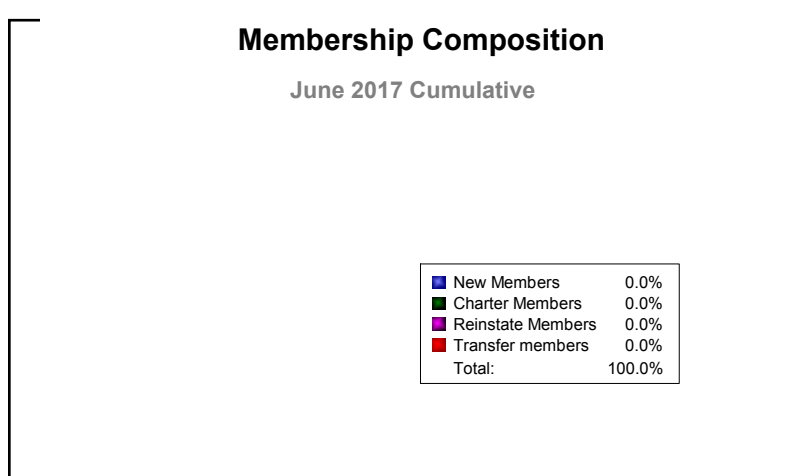 Membership Composition
June 2017 Cumulative
New Members 0.0%
Charter Members 0.0%
Reinstate Members 0.0%
Transfer members 0.0%
Total: 100.0%